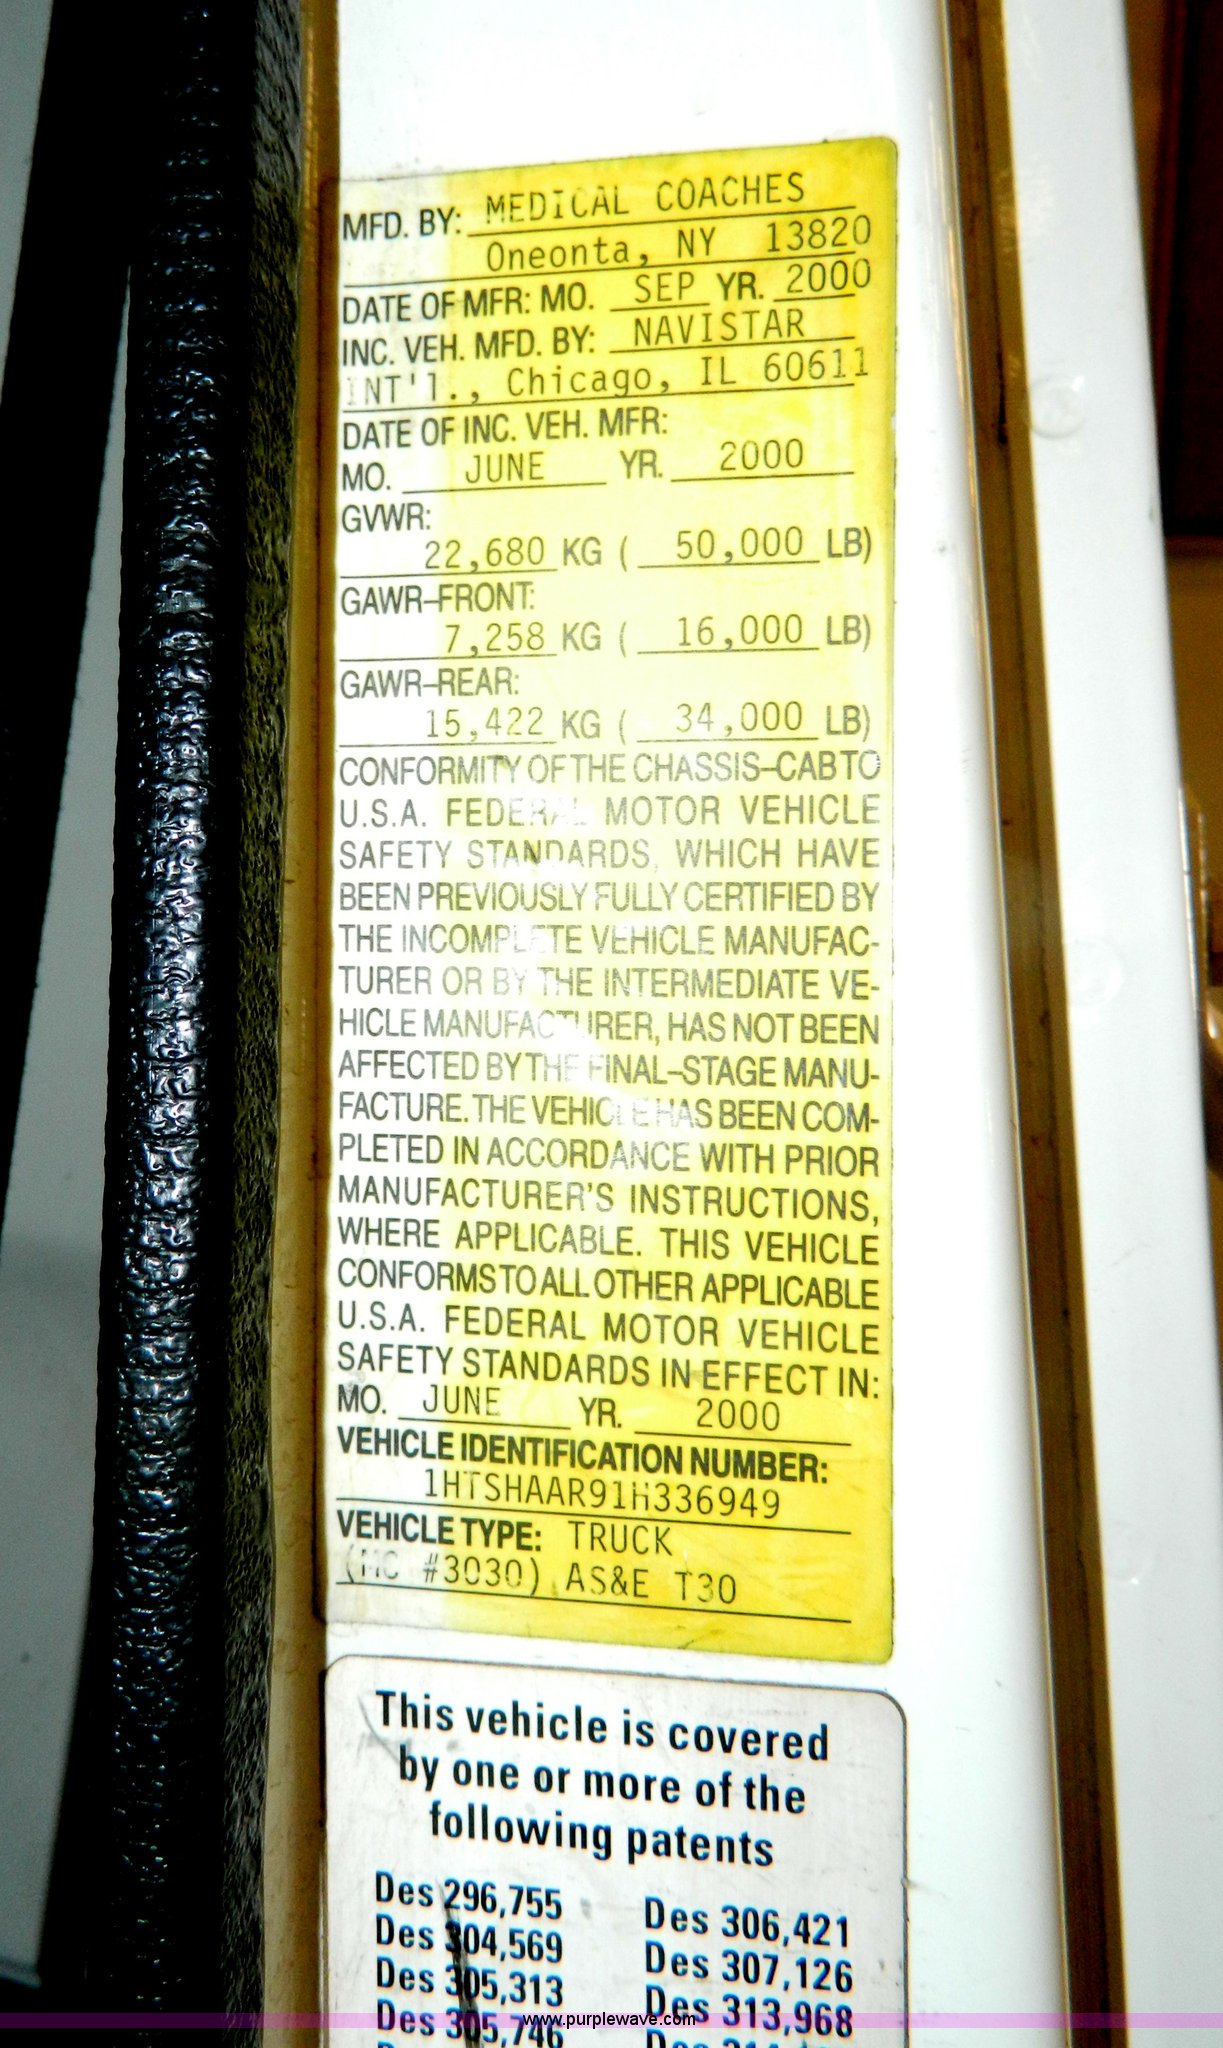 MFD. BY: MEDICAL COACHES
Oneonta, NY 13820
DATE OF MFR: MO. SEP YR. 2000
INC. VEH. MFD. BY: NAVISTAR
INT'l., Chicago, IL 60611
DATE OF INC. VEH. MFR:
MO. JUNE YR. 2000
GVWR:
22,680 KG ( 50,000 LB)
GAWR-FRONT:
7,258 KG ( 16,000 LB)
GAWR-REAR:
15,422 KG ( 34,000 LB)
CONFORMITY OF THE CHASSIS-CAB TO
U.S.A. FEDERAL MOTOR VEHICLE
SAFETY STANDARDS, WHICH HAVE
BEEN PREVIOUSLY FULLY CERTIFIED BY
THE INCOMPLETE VEHICLE MANUFAC-
TURER OR BY THE INTERMEDIATE VE-
HICLE MANUFACTURER, HAS NOT BEEN
AFFECTED BY THE FINAL-STAGE MANU-
FACTURE. THE VEHICLE HAS BEEN COM-
PLETED IN ACCORDANCE WITH PRIOR
MANUFACTURER'S INSTRUCTIONS,
WHERE APPLICABLE. THIS VEHICLE
CONFORMS TO ALL OTHER APPLICABLE
U.S.A. FEDERAL MOTOR VEHICLE
SAFETY STANDARDS IN EFFECT IN:
MO. JUNE YR. 2000
VEHICLE IDENTIFICATION NUMBER:
1HTSHAAR91H336949
VEHICLE TYPE: TRUCK
(MC #3030) AS&E T30
This vehicle is covered
by one or more of the
following patents
Des 296,755 Des 306,421
Des 304,569 Des 307,126
Des 305,313 Des 313,968
Des 305,746
www.purplewave.com